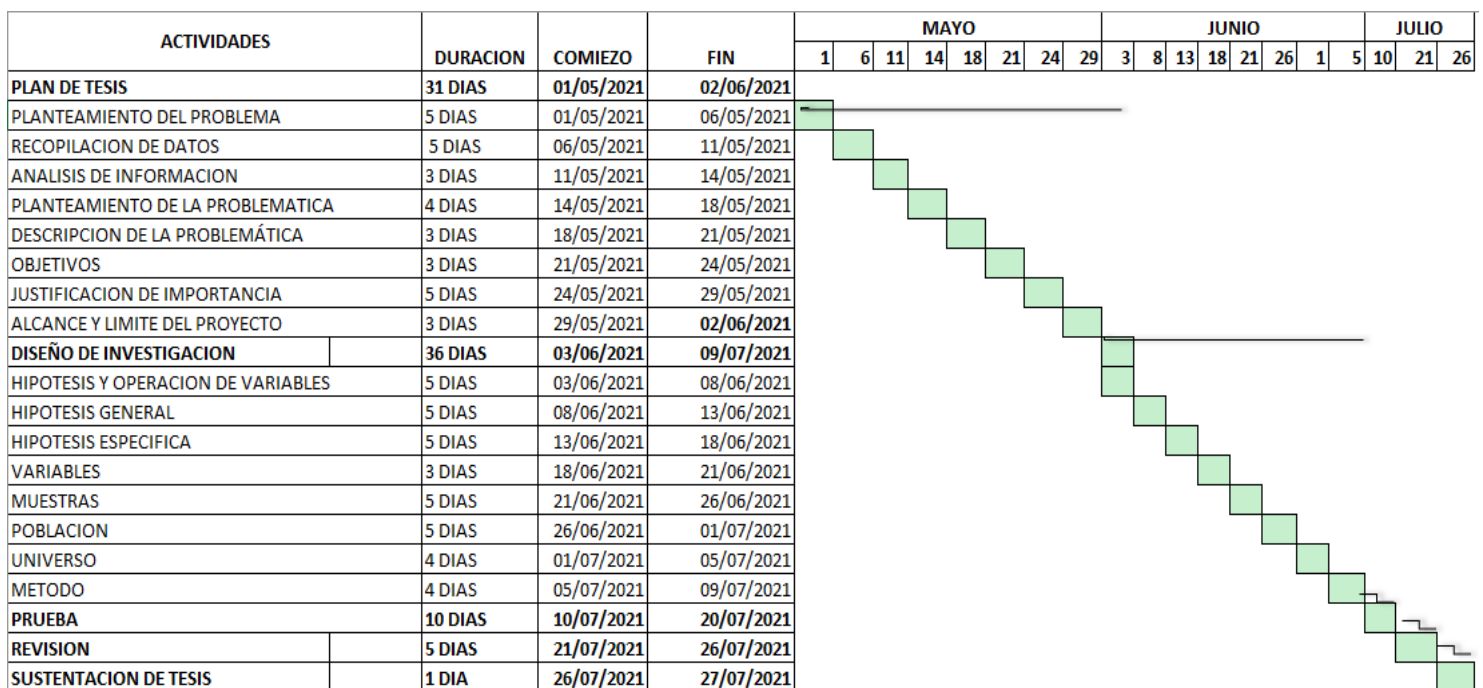 ACTIVIDADES DURACION COMIEZO FIN MAYO JUNIO JULIO
1 6 11 14 18 21 24 29 3 8 13 18 21 26 1 5 10 21 26
PLAN DE TESIS 31 DIAS 01/05/2021 02/06/2021
PLANTEAMIENTO DEL PROBLEMA 5 DIAS 01/05/2021 06/05/2021
RECOPILACION DE DATOS 5 DIAS 06/05/2021 11/05/2021
ANALISIS DE INFORMACION 3 DIAS 11/05/2021 14/05/2021
PLANTEAMIENTO DE LA PROBLEMATICA 4 DIAS 14/05/2021 18/05/2021
DESCRIPCION DE LA PROBLEMÁTICA 3 DIAS 18/05/2021 21/05/2021
OBJETIVOS 3 DIAS 21/05/2021 24/05/2021
JUSTIFICACION DE IMPORTANCIA 5 DIAS 24/05/2021 29/05/2021
ALCANCE Y LIMITE DEL PROYECTO 3 DIAS 29/05/2021 02/06/2021
DISEÑO DE INVESTIGACION 36 DIAS 03/06/2021 09/07/2021
HIPOTESIS Y OPERACION DE VARIABLES 5 DIAS 03/06/2021 08/06/2021
HIPOTESIS GENERAL 5 DIAS 08/06/2021 13/06/2021
HIPOTESIS ESPECIFICA 5 DIAS 13/06/2021 18/06/2021
VARIABLES 3 DIAS 18/06/2021 21/06/2021
MUESTRAS 5 DIAS 21/06/2021 26/06/2021
POBLACION 5 DIAS 26/06/2021 01/07/2021
UNIVERSO 4 DIAS 01/07/2021 05/07/2021
METODO 4 DIAS 05/07/2021 09/07/2021
PRUEBA 10 DIAS 10/07/2021 20/07/2021
REVISION 5 DIAS 21/07/2021 26/07/2021
SUSTENTACION DE TESIS 1 DIA 26/07/2021 27/07/2021